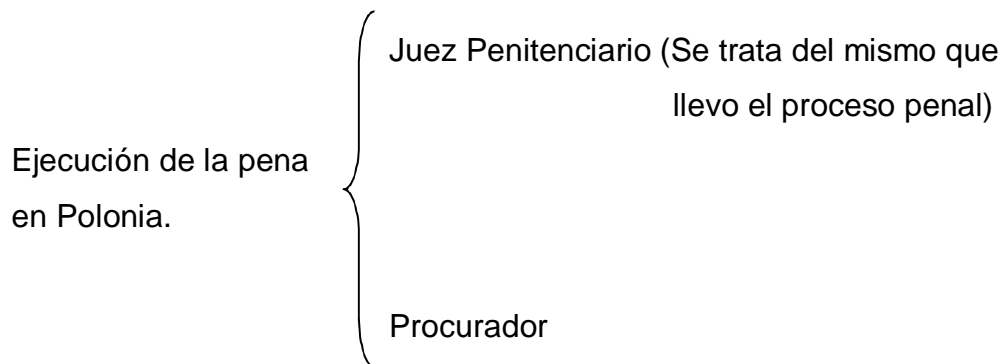 Ejecución de la pena
en Polonia.
Juez Penitenciario (Se trata del mismo que
llevo el proceso penal)
Procurador